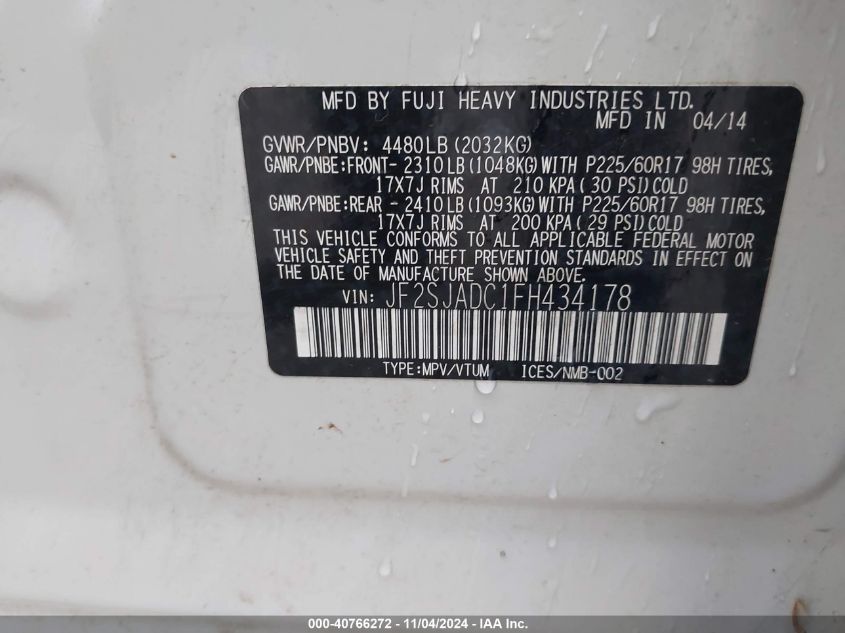 MFD BY FUJI HEAVY INDUSTRIES LTD.
MFD IN 04/14
GVWR/PNBV: 4480LB (2032KG)
GAWR/PNBE:FRONT- 2310LB (1048KG) WITH P225/60R17 98H TIRES,
17X7J RIMS AT 210 KPA ( 30 PSI) COLD
GAWR/PNBE:REAR - 2410LB (1093KG) WITH P225/60R17 98H TIRES,
17X7J RIMS AT 200 KPA ( 29 PSI) COLD
THIS VEHICLE CONFORMS TO ALL APPLICABLE FEDERAL MOTOR
VEHICLE SAFETY AND THEFT PREVENTION STANDARDS IN EFFECT ON
THE DATE OF MANUFACTURE SHOWN ABOVE.
VIN: JF2SJADC1FH434178
TYPE:MPV/VTUM ICES/NMB-002
000-40766272 - 11/04/2024 - IAA Inc.